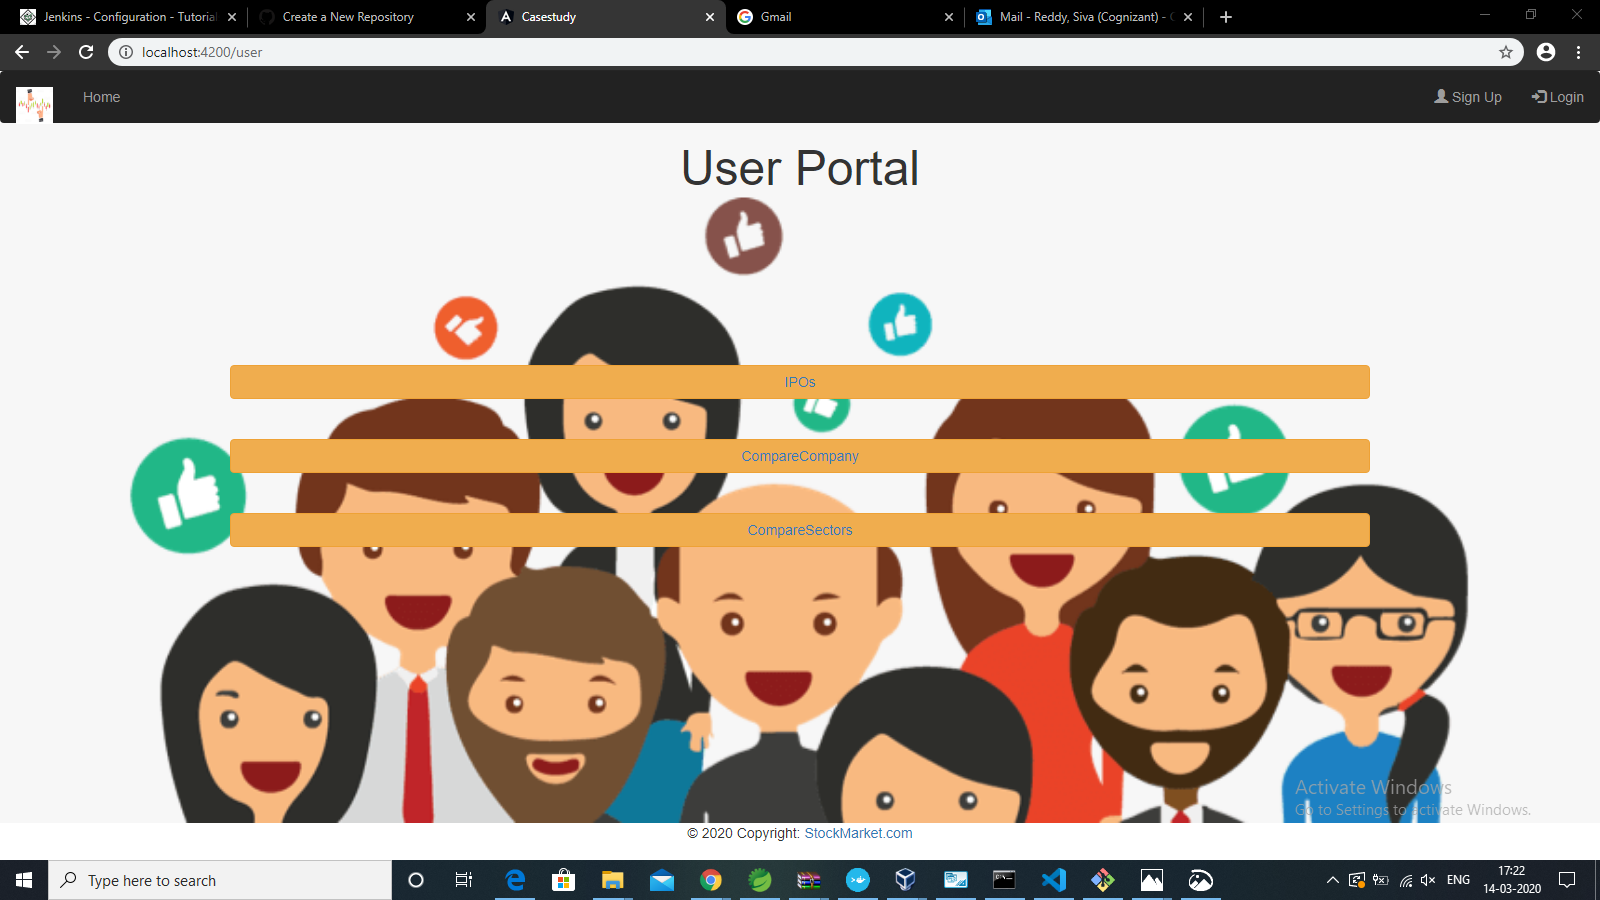 Jenkins - Configuration - Tutorial
Create a New Repository
Casestudy
Gmail
Mail - Reddy, Siva (Cognizant) -
localhost:4200/user
Home
Sign Up
Login
User Portal
IPOs
CompareCompany
CompareSectors
Activate Windows
Go to Settings to activate Windows.
© 2020 Copyright: StockMarket.com
Type here to search
ENG
17:22
14-03-2020